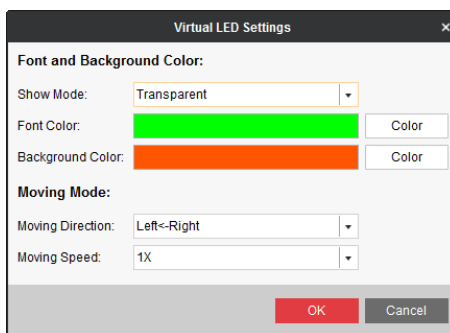 Virtual LED Settings ×
Font and Background Color:
Show Mode: Transparent
Font Color: Color
Background Color: Color
Moving Mode:
Moving Direction: Left<-Right
Moving Speed: 1X
OK Cancel